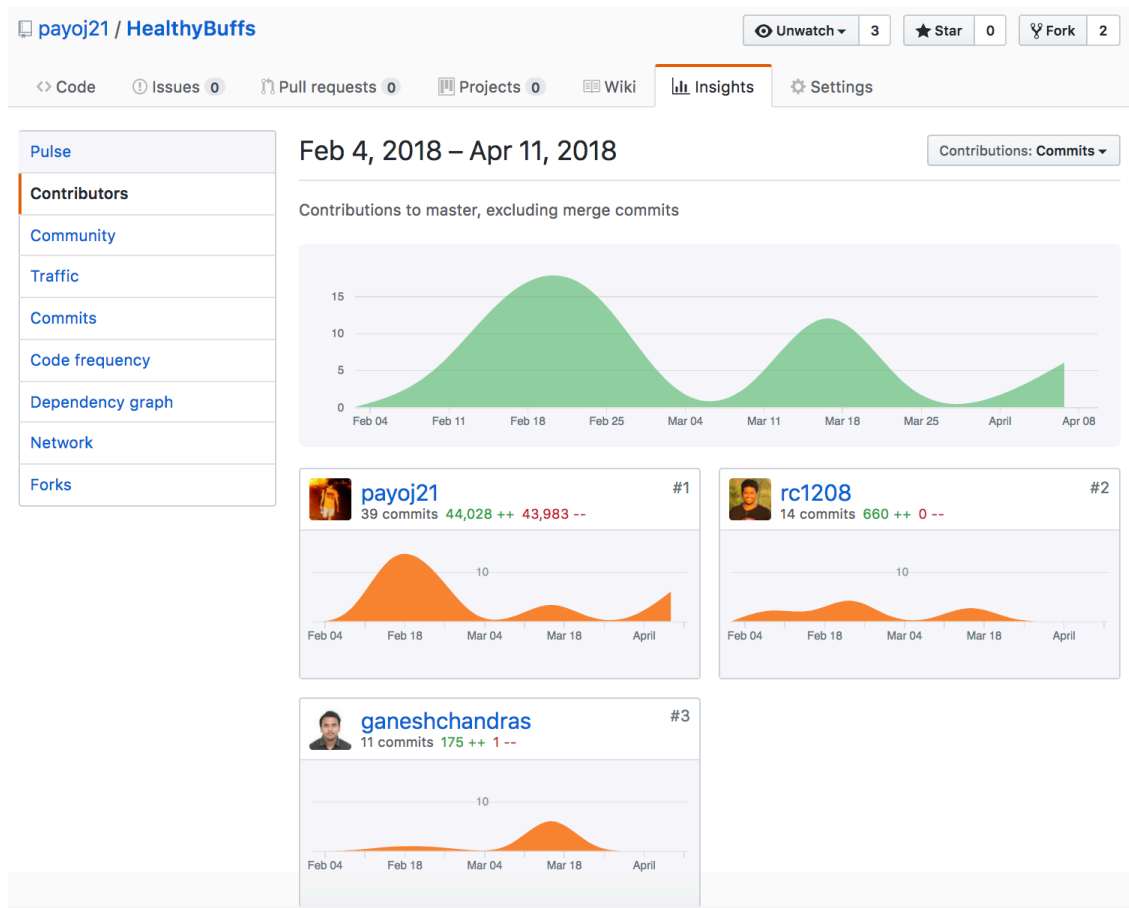 payoj21 / HealthyBuffs
Unwatch 3 Star 0 Fork 2
Code Issues 0 Pull requests 0 Projects 0 Wiki Insights Settings
Pulse
Contributors
Community
Traffic
Commits
Code frequency
Dependency graph
Network
Forks
Feb 4, 2018 – Apr 11, 2018
Contributions: Commits
Contributions to master, excluding merge commits
15
10
5
0
Feb 04 Feb 11 Feb 18 Feb 25 Mar 04 Mar 11 Mar 18 Mar 25 April Apr 08
payoj21 #1
39 commits 44,028 ++ 43,983 --
10
Feb 04 Feb 18 Mar 04 Mar 18 April
rc1208 #2
14 commits 660 ++ 0 --
10
Feb 04 Feb 18 Mar 04 Mar 18 April
ganeshchandras #3
11 commits 175 ++ 1 --
10
Feb 04 Feb 18 Mar 04 Mar 18 April